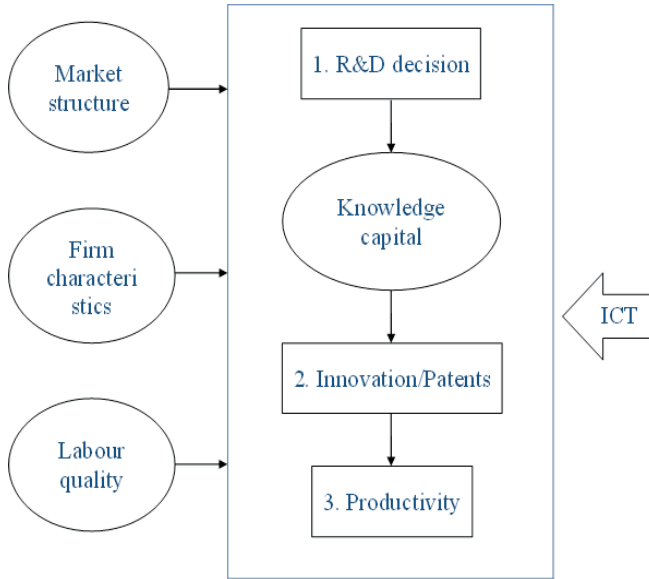 Market
structure
1. R&D decision
Knowledge
capital
Firm
characteri
stics
ICT
2. Innovation/Patents
Labour
quality
3. Productivity